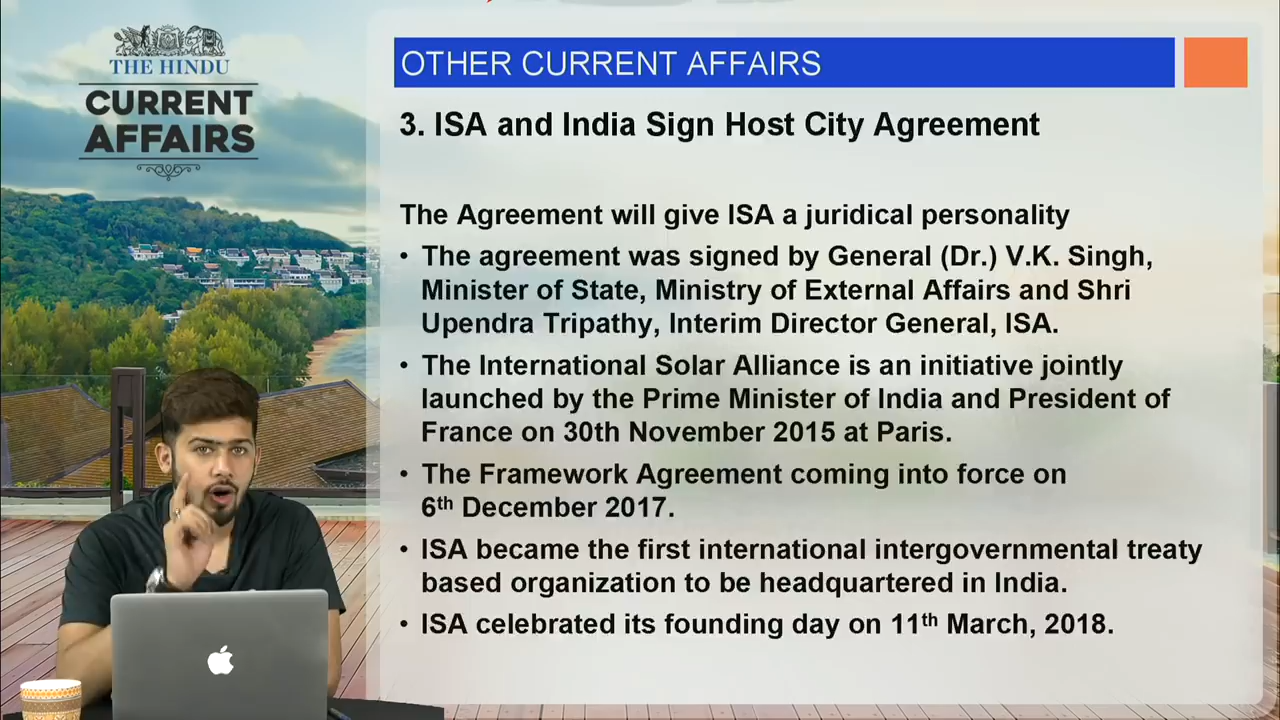 THE HINDU
CURRENT
AFFAIRS
OTHER CURRENT AFFAIRS
3. ISA and India Sign Host City Agreement
The Agreement will give ISA a juridical personality
• The agreement was signed by General (Dr.) V.K. Singh,
Minister of State, Ministry of External Affairs and Shri
Upendra Tripathy, Interim Director General, ISA.
• The International Solar Alliance is an initiative jointly
launched by the Prime Minister of India and President of
France on 30th November 2015 at Paris.
• The Framework Agreement coming into force on
6th December 2017.
• ISA became the first international intergovernmental treaty
based organization to be headquartered in India.
• ISA celebrated its founding day on 11th March, 2018.